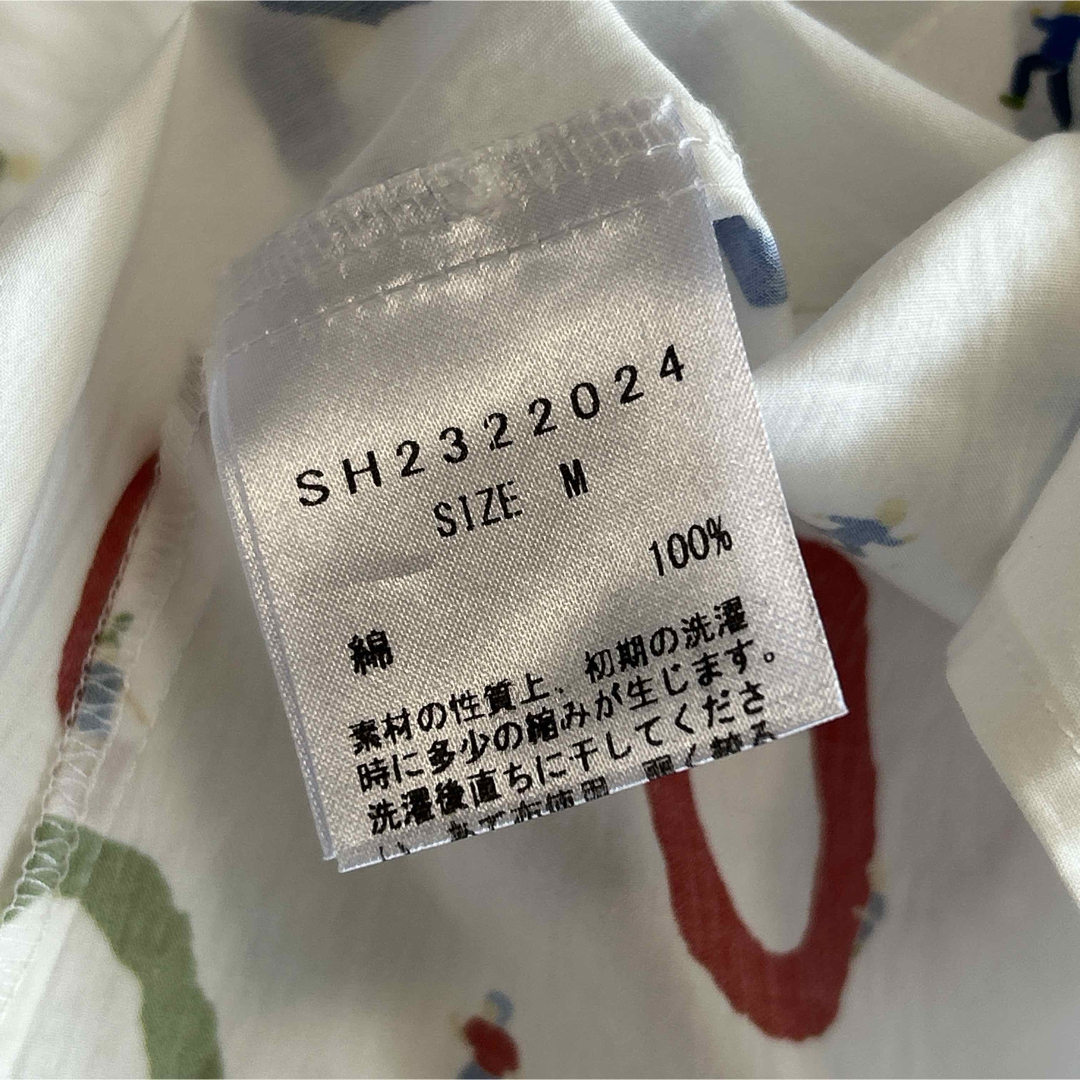 SH2322024
SIZE M
綿 100%
素材の性質上、初期の洗濯
時に多少の縮みが生じます。
洗濯後直ちに干してくださ
い。